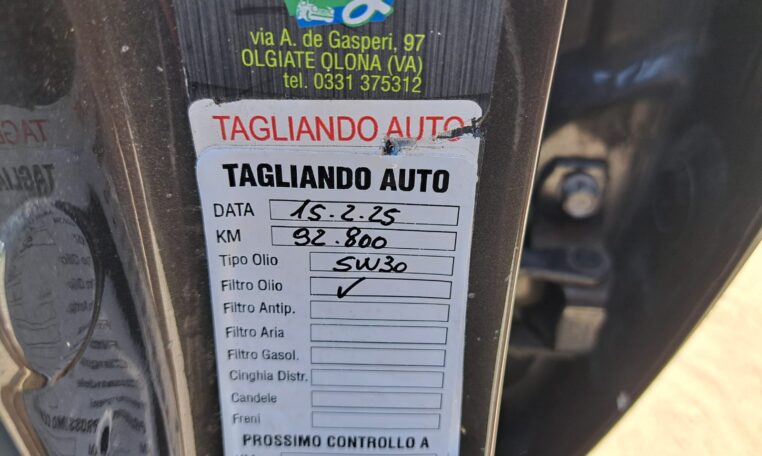 via A. de Gasperi, 97
OLGIATE OLONA (VA)
tel. 0331 375312
TAGLIANDO AUTO
TAGLIANDO AUTO
DATA 15.2.25
KM 92.800
Tipo Olio 5W30
Filtro Olio ✓
Filtro Antip.
Filtro Aria
Filtro Gasol.
Cinghia Distr.
Candele
Freni
PROSSIMO CONTROLLO A